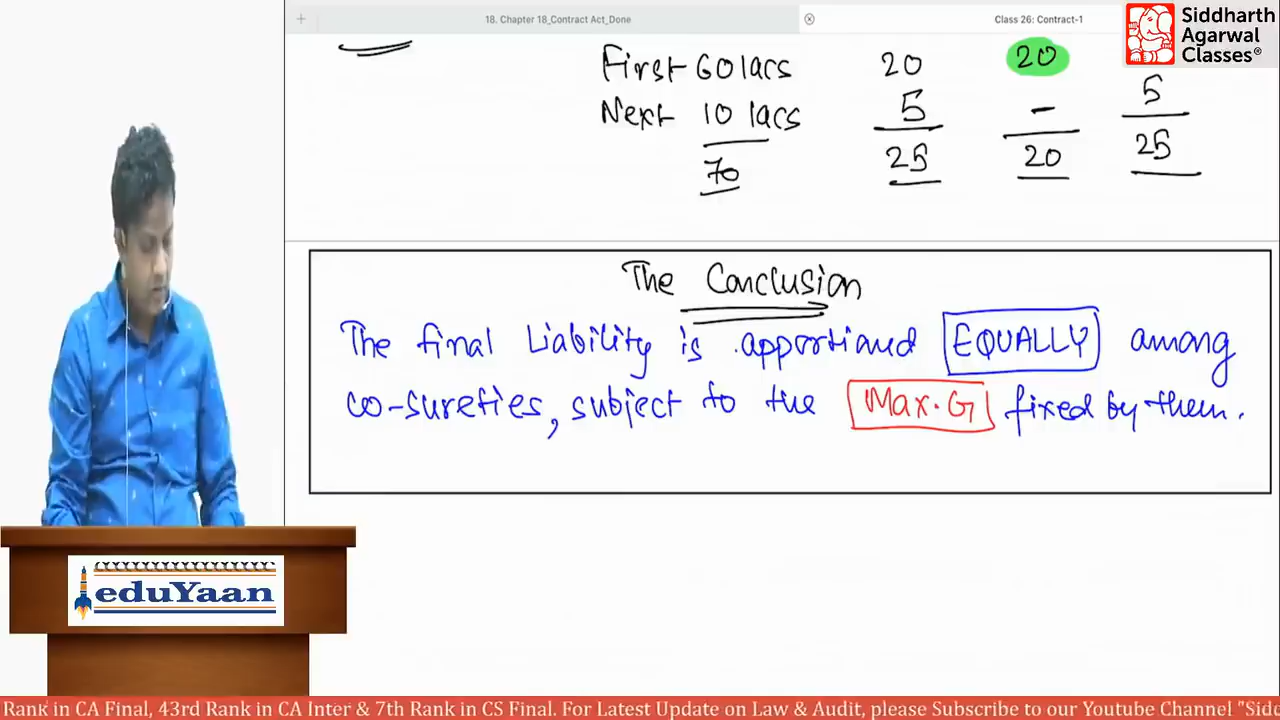 18. Chapter 18_Contract Act_Done
Class 26: Contract-1
Siddharth
Agarwal
Classes®
First 60 lacs 20 20
Next 10 lacs 5 - 5
70 25 20 25
The Conclusion
The final Liability is apportioned EQUALLY among
co-sureties, subject to the Max. G fixed by them.
eduYaan
Rank in CA Final, 43rd Rank in CA Inter & 7th Rank in CS Final. For Latest Update on Law & Audit, please Subscribe to our Youtube Channel "Sidd